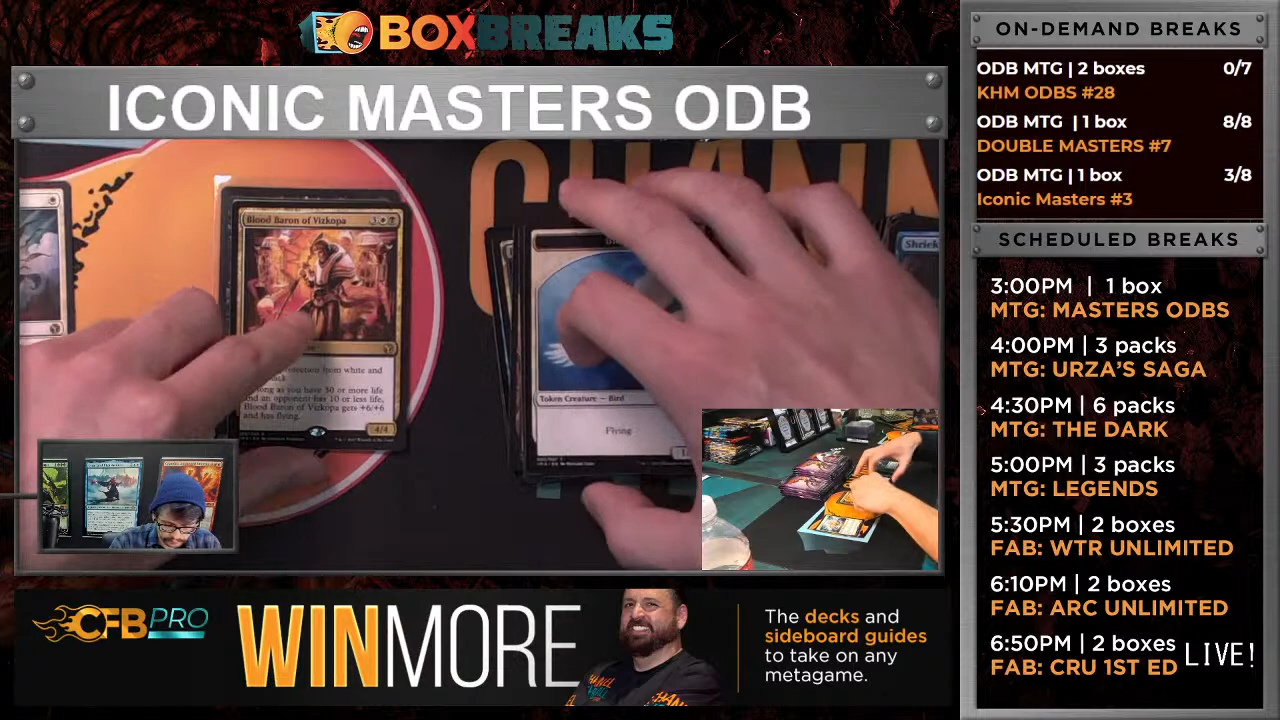 BOXBREAKS
ICONIC MASTERS ODB
Blood Baron of Vizkopa
from white and
long as you have 30 or more life
and an opponent has 10 or less life,
Blood Baron of Vizkopa gets +6/+6
and has flying.
4/4
Token Creature — Bird
Flying
Shriek
CFBPRO
WINMORE
The decks and
sideboard guides
to take on any
metagame.
ON-DEMAND BREAKS
ODB MTG | 2 boxes 0/7
KHM ODBS #28
ODB MTG | 1 box 8/8
DOUBLE MASTERS #7
ODB MTG | 1 box 3/8
Iconic Masters #3
SCHEDULED BREAKS
3:00PM | 1 box
MTG: MASTERS ODBS
4:00PM | 3 packs
MTG: URZA'S SAGA
4:30PM | 6 packs
MTG: THE DARK
5:00PM | 3 packs
MTG: LEGENDS
5:30PM | 2 boxes
FAB: WTR UNLIMITED
6:10PM | 2 boxes
FAB: ARC UNLIMITED
6:50PM | 2 boxes
FAB: CRU 1ST ED
LIVE!